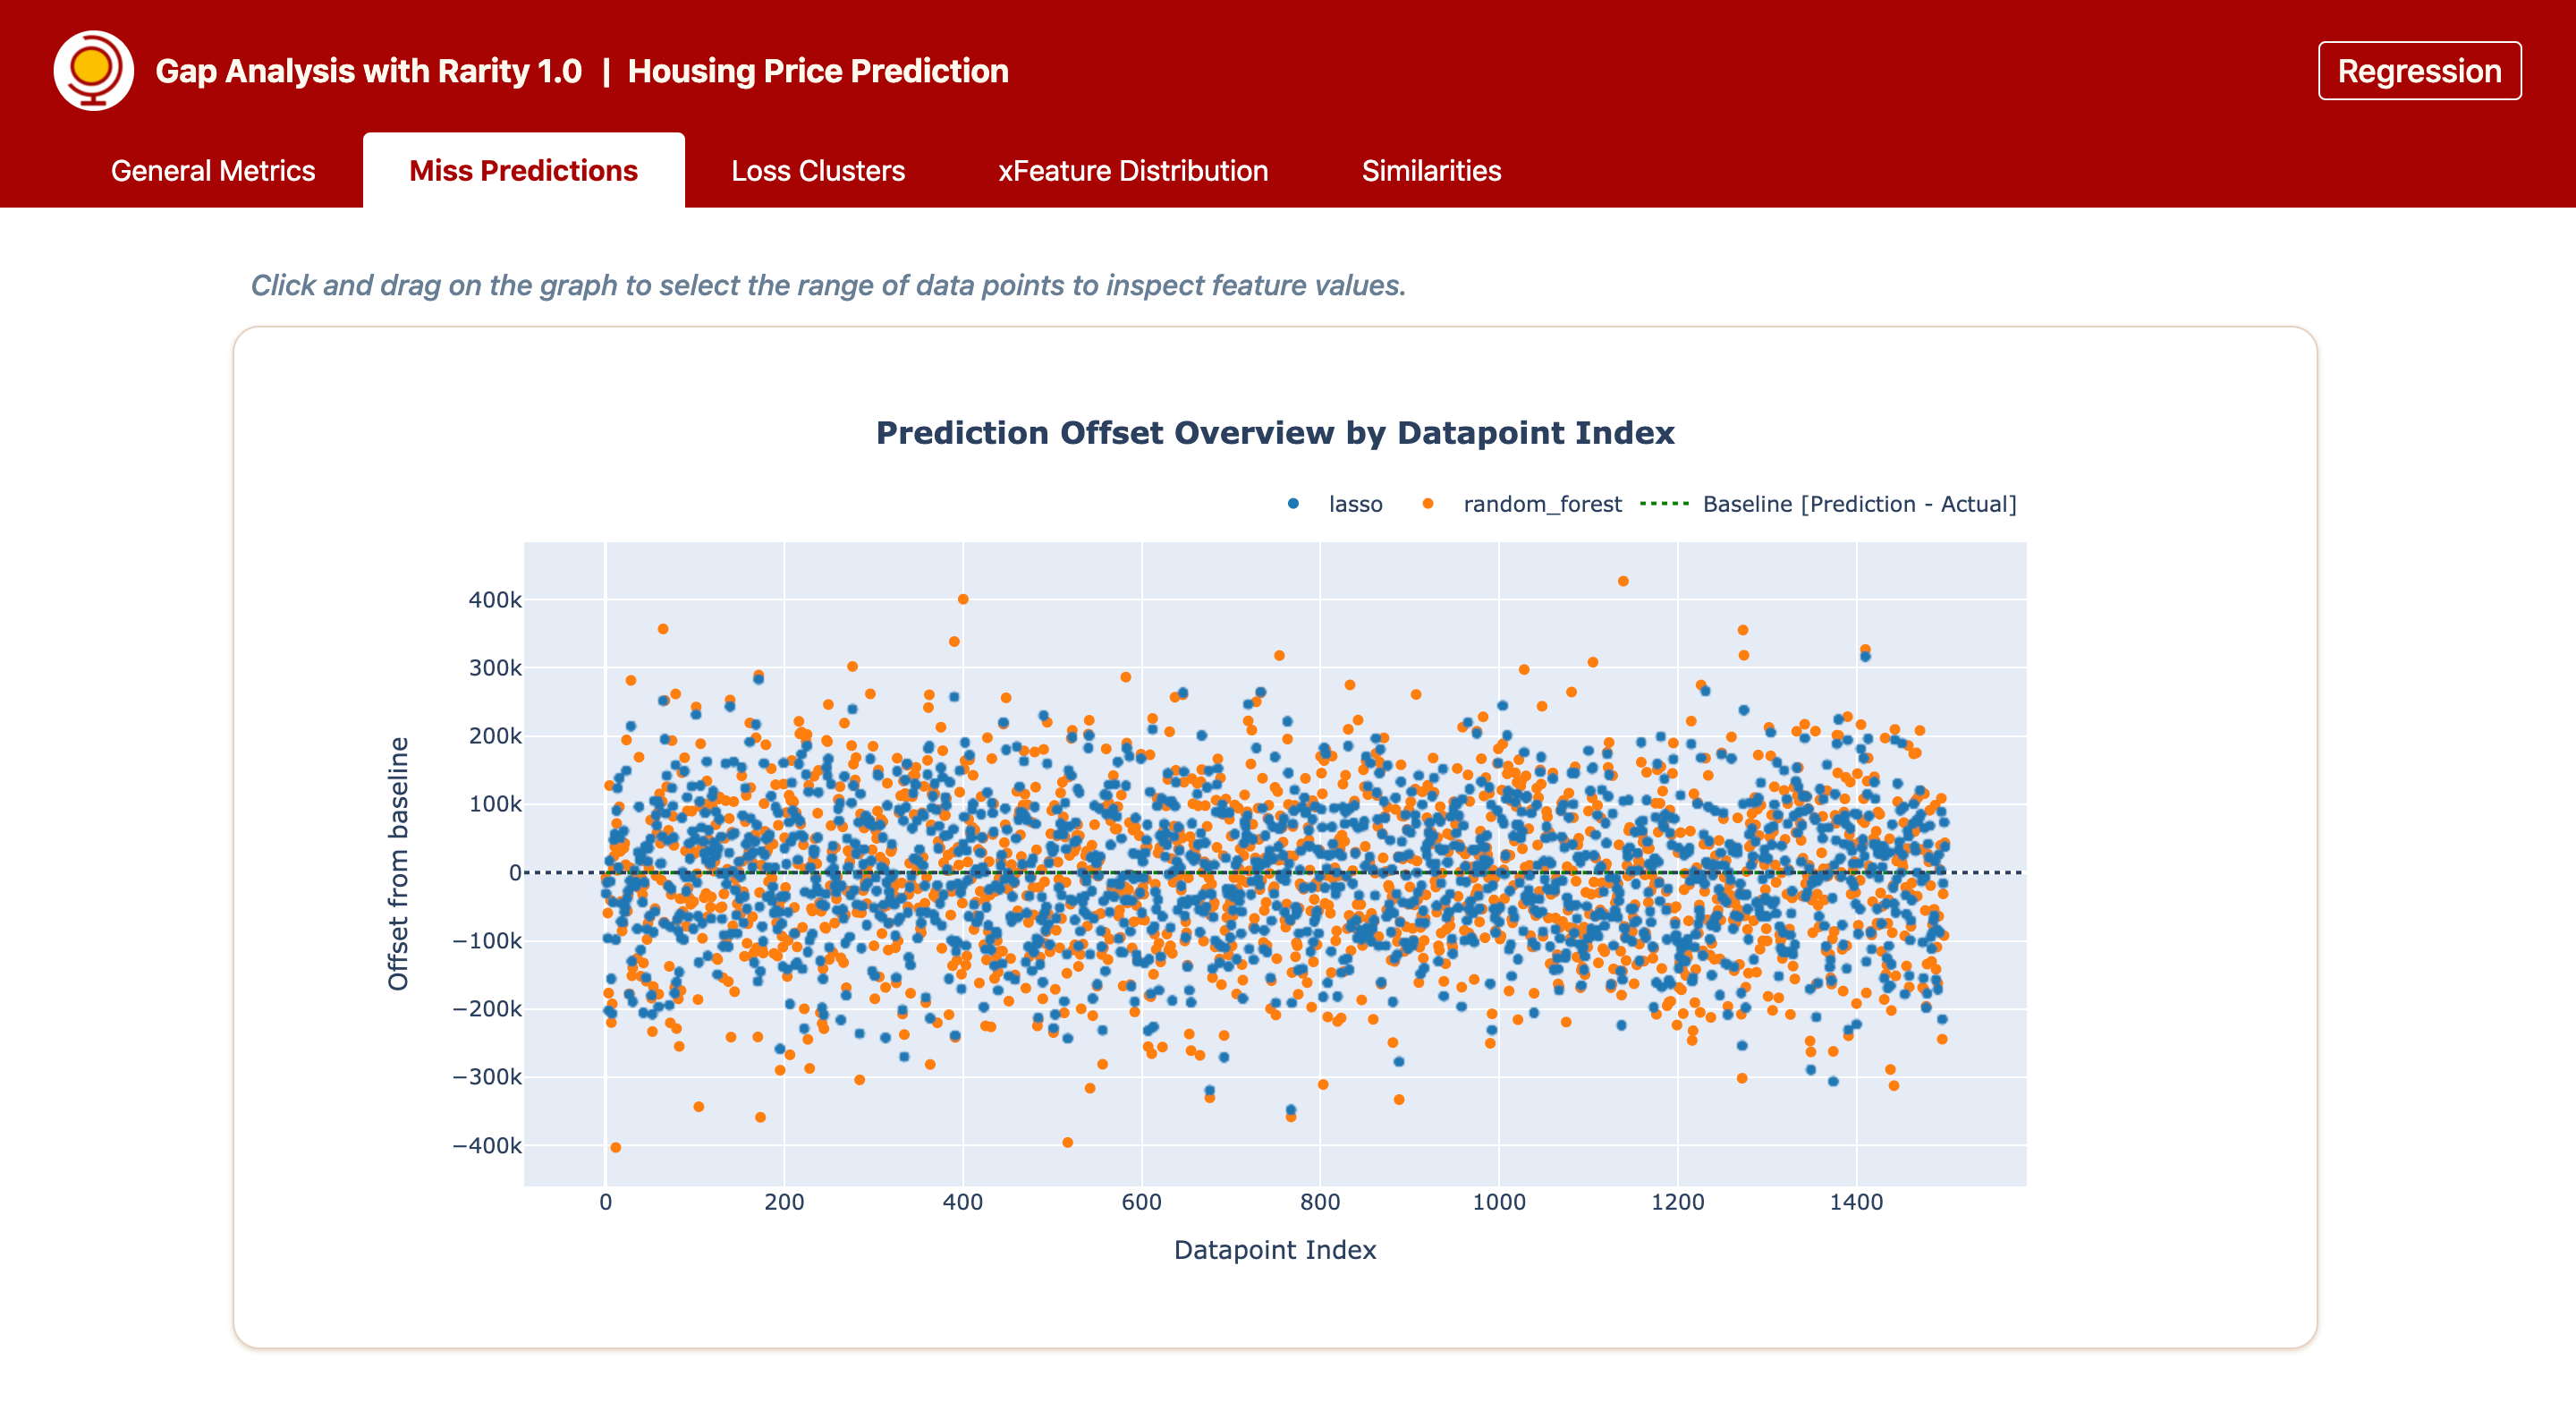 Gap Analysis with Rarity 1.0 | Housing Price Prediction
Regression
General Metrics
Miss Predictions
Loss Clusters
xFeature Distribution
Similarities
Click and drag on the graph to select the range of data points to inspect feature values.
Prediction Offset Overview by Datapoint Index
lasso
random_forest
Baseline [Prediction - Actual]
Offset from baseline
400k
300k
200k
100k
0
−100k
−200k
−300k
−400k
0
200
400
600
800
1000
1200
1400
Datapoint Index